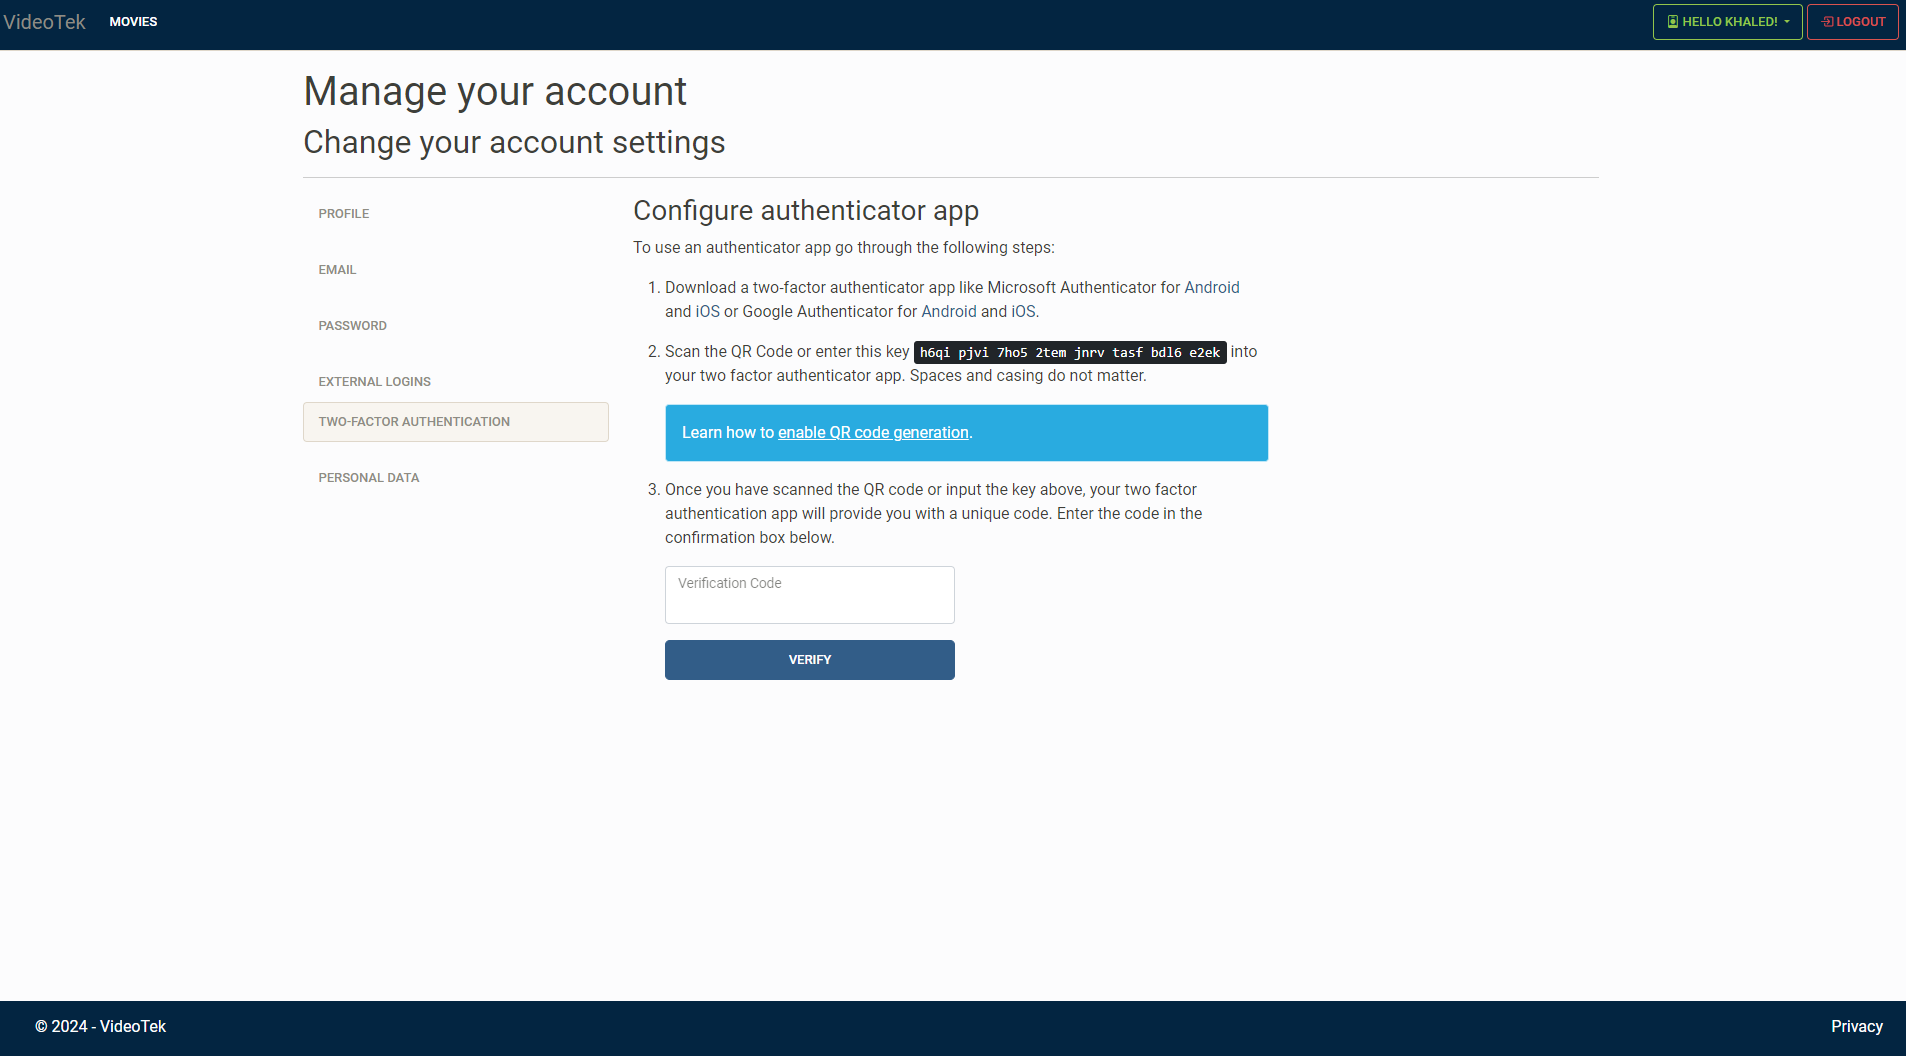 VideoTek MOVIES HELLO KHALED! LOGOUT
Manage your account
Change your account settings
PROFILE
EMAIL
PASSWORD
EXTERNAL LOGINS
TWO-FACTOR AUTHENTICATION
PERSONAL DATA
Configure authenticator app
To use an authenticator app go through the following steps:
1. Download a two-factor authenticator app like Microsoft Authenticator for Android
and iOS or Google Authenticator for Android and iOS.
2. Scan the QR Code or enter this key h6qi pjvi 7ho5 2tem jnrv tasf bdl6 e2ek into
your two factor authenticator app. Spaces and casing do not matter.
Learn how to enable QR code generation.
3. Once you have scanned the QR code or input the key above, your two factor
authentication app will provide you with a unique code. Enter the code in the
confirmation box below.
Verification Code
VERIFY
© 2024 - VideoTek Privacy